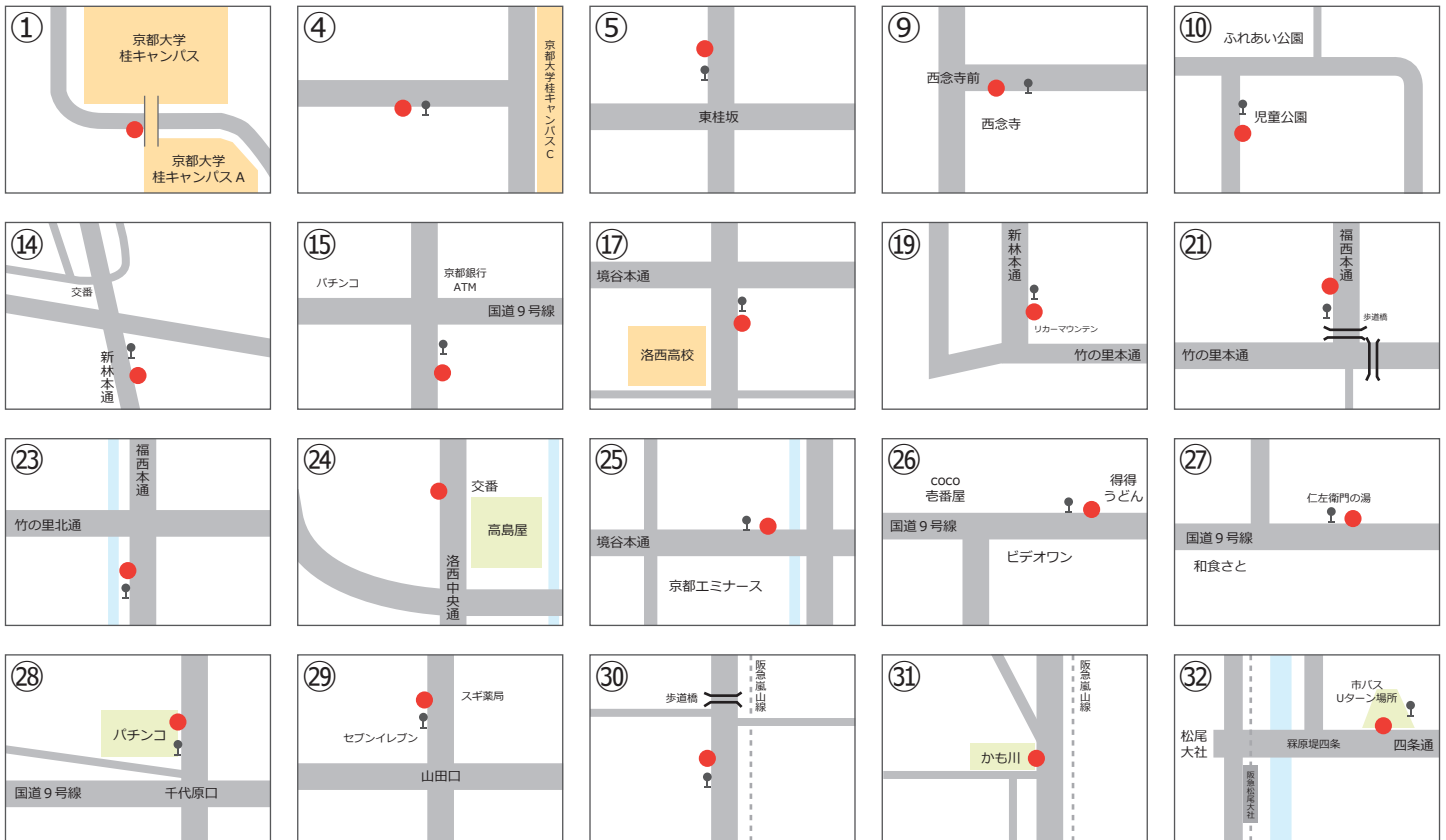 ①
京都大学
桂キャンパス
京都大学
桂キャンパス A
④
京都大学桂キャンパスC
⑤
東桂坂
⑨
西念寺前
西念寺
⑩
ふれあい公園
児童公園
⑭
交番
新林本通
⑮
パチンコ
京都銀行
ATM
国道９号線
⑰
境谷本通
洛西高校
⑲
新林本通
リカーマウンテン
竹の里本通
㉑
福西本通
歩道橋
竹の里本通
㉓
福西本通
竹の里北通
㉔
交番
高島屋
洛西中央通
㉕
境谷本通
京都エミナース
㉖
coco
壱番屋
得得
うどん
国道９号線
ビデオワン
㉗
仁左衛門の湯
国道９号線
和食さと
㉘
パチンコ
国道９号線
千代原口
㉙
スギ薬局
セブンイレブン
山田口
㉚
歩道橋
阪急嵐山線
㉛
阪急嵐山線
かも川
㉜
市バス
Uターン場所
松尾
大社
罧原堤四条
四条通
阪急松尾大社